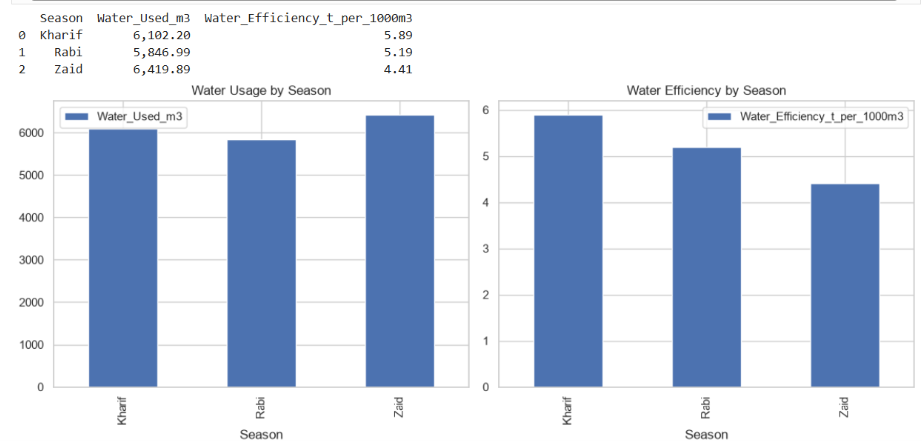 Season Water_Used_m3 Water_Efficiency_t_per_1000m3
0 Kharif 6,102.20 5.89
1 Rabi 5,846.99 5.19
2 Zaid 6,419.89 4.41
Water Usage by Season
Water_Used_m3
6000
5000
4000
3000
2000
1000
0
Kharif
Rabi
Zaid
Season
Water Efficiency by Season
Water_Efficiency_t_per_1000m3
6
5
4
3
2
1
0
Kharif
Rabi
Zaid
Season